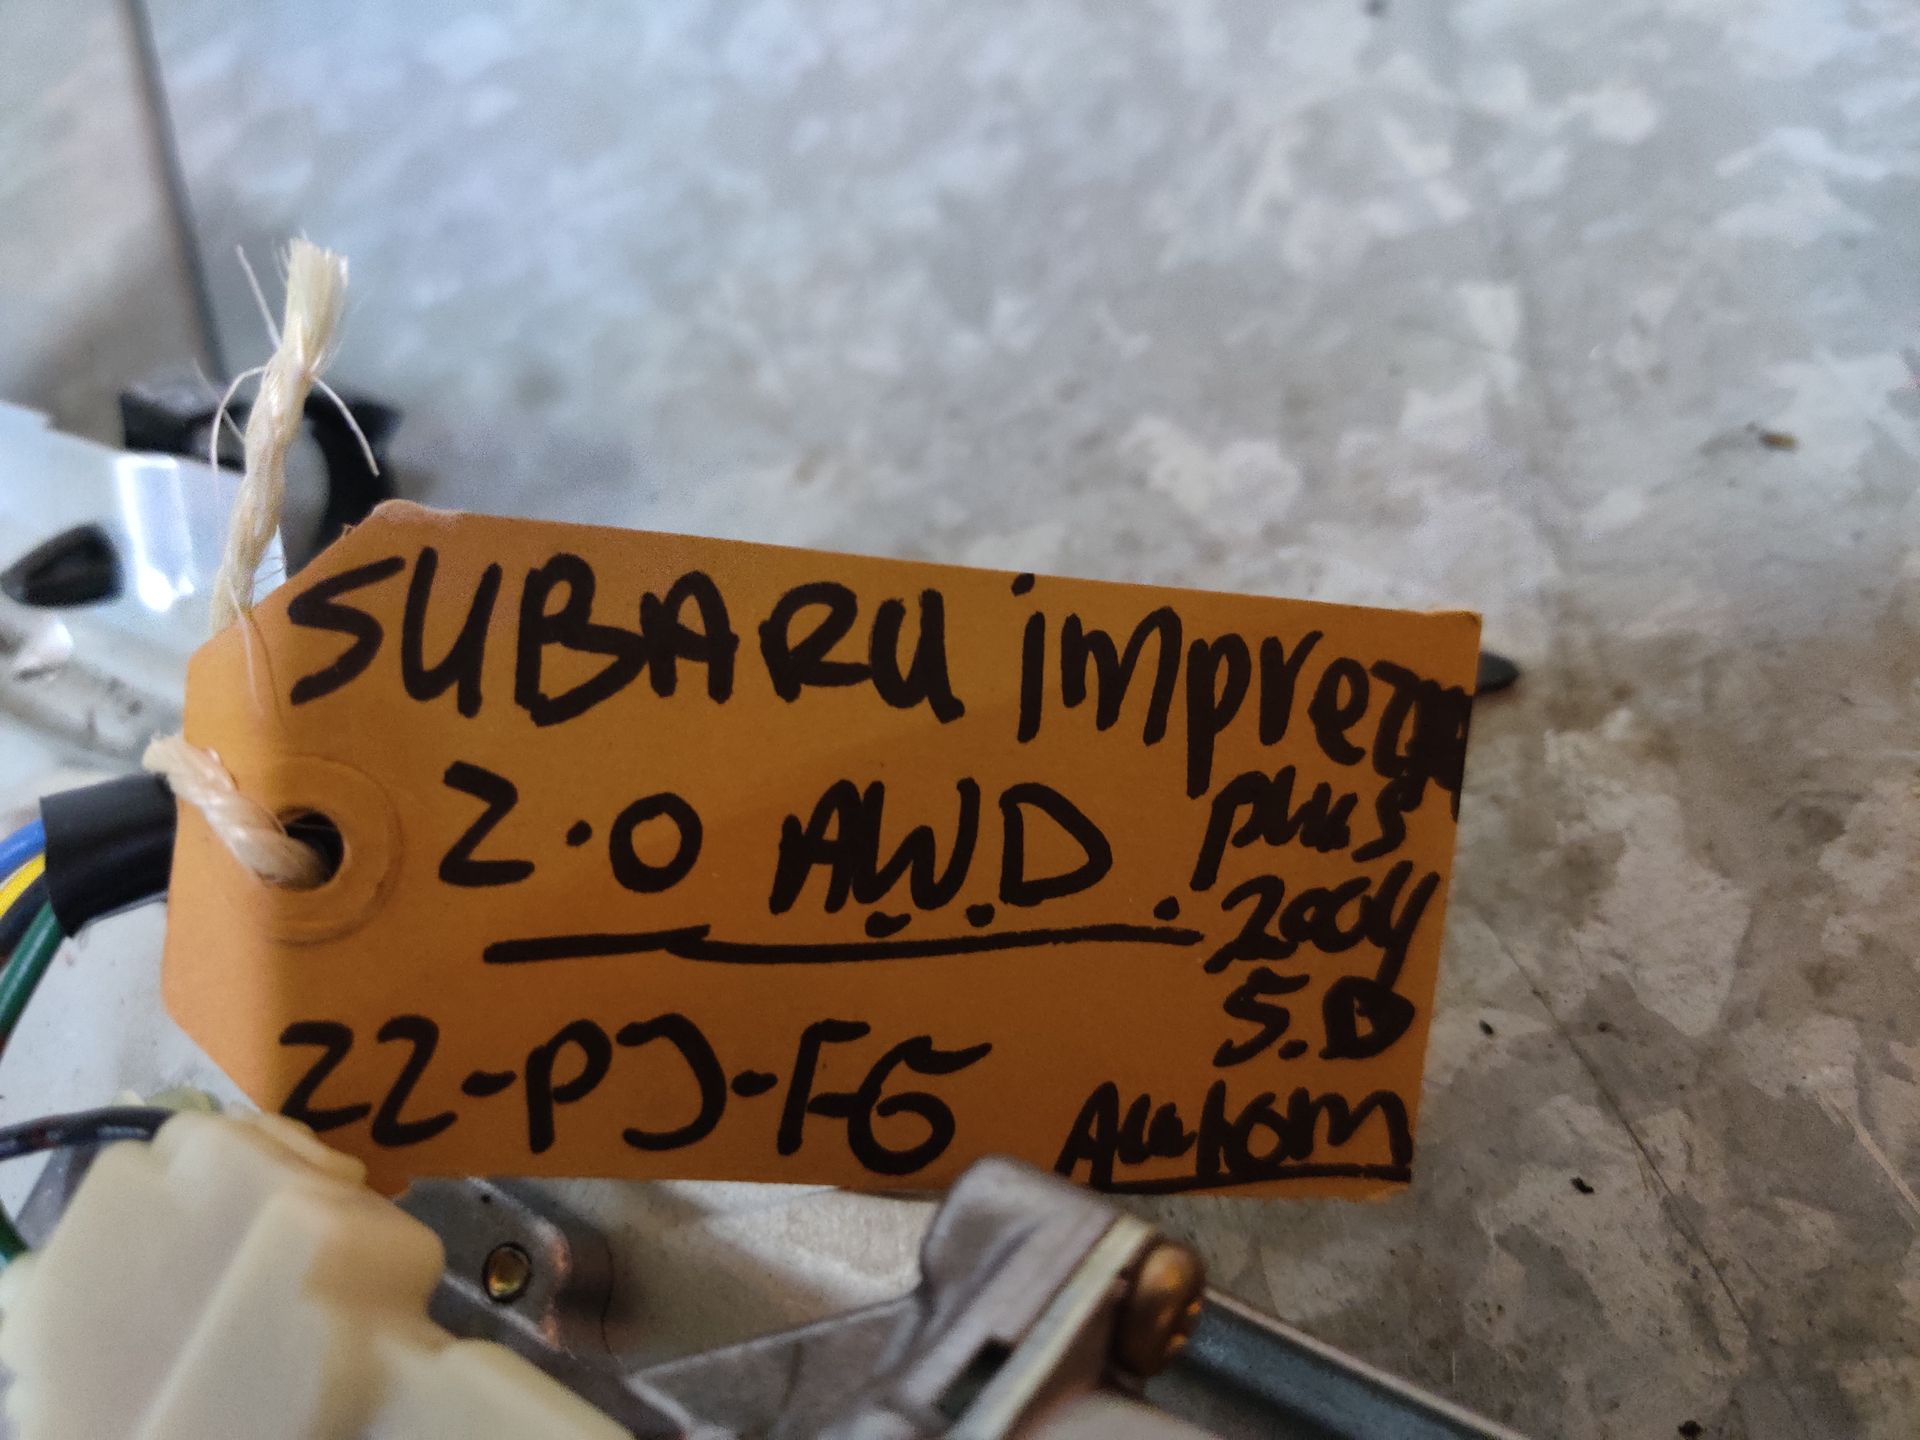 SUBARU impreza
2.0 AWD.
plus
2004
5.D
22-PJ-FG
Autom